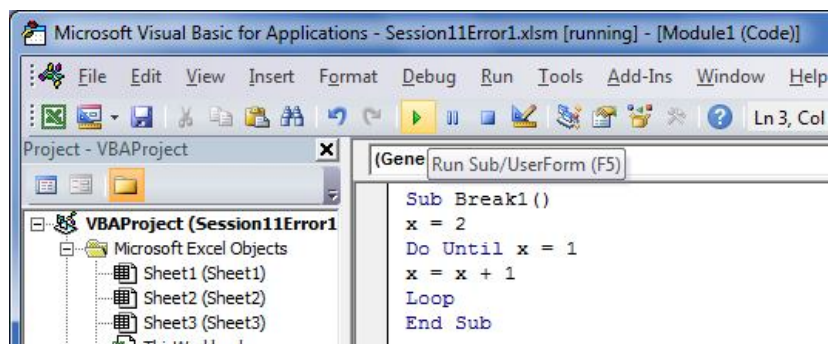 Microsoft Visual Basic for Applications - Session11Error1.xlsm [running] - [Module1 (Code)]
File Edit View Insert Format Debug Run Tools Add-Ins Window Help
Ln 3, Col
Project - VBAProject
(Gene
Run Sub/UserForm (F5)
VBAProject (Session11Error1
Microsoft Excel Objects
Sheet1 (Sheet1)
Sheet2 (Sheet2)
Sheet3 (Sheet3)
Sub Break1()
x = 2
Do Until x = 1
x = x + 1
Loop
End Sub